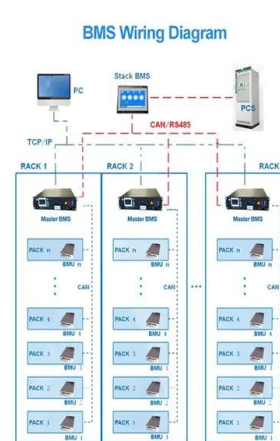 BMS Wiring Diagram
Stack BMS
PC
PCS
CAN/RS485
TCP/IP
RACK 1
RACK 2
RACK
Master BMS
Master BMS
Master BMS
PACK n
BMU n
PACK n
BMU n
PACK n
BMU n
CAN
CAN
CAN
PACK 4
BMU 4
PACK 4
BMU 4
PACK 4
BMU 4
PACK 3
BMU 3
PACK 3
BMU 3
PACK 3
BMU 3
PACK 2
BMU 2
PACK 2
BMU 2
PACK 2
BMU 2
PACK 1
BMU 1
PACK 1
BMU 1
PACK 1
BMU 1